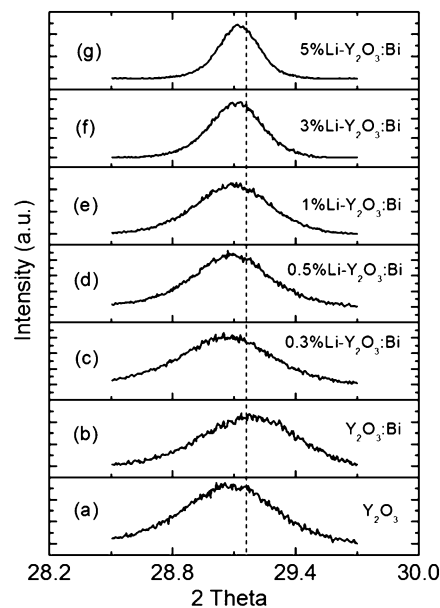 Intensity (a.u.)
(g) 5%Li-Y₂O₃:Bi
(f) 3%Li-Y₂O₃:Bi
(e) 1%Li-Y₂O₃:Bi
(d) 0.5%Li-Y₂O₃:Bi
(c) 0.3%Li-Y₂O₃:Bi
(b) Y₂O₃:Bi
(a) Y₂O₃
28.2 28.8 29.4 30.0
2 Theta